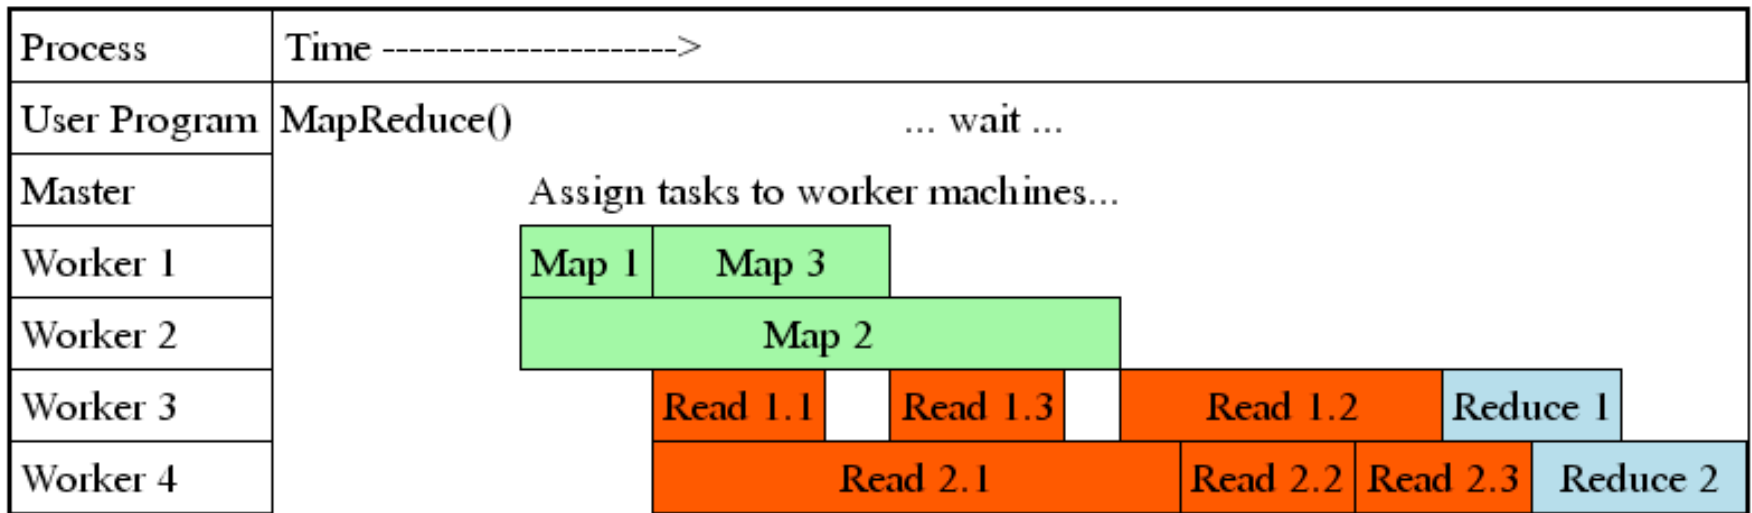 Process Time ---------------------->
User Program MapReduce() ... wait ...
Master Assign tasks to worker machines...
Worker 1 Map 1 Map 3
Worker 2 Map 2
Worker 3 Read 1.1 Read 1.3 Read 1.2 Reduce 1
Worker 4 Read 2.1 Read 2.2 Read 2.3 Reduce 2